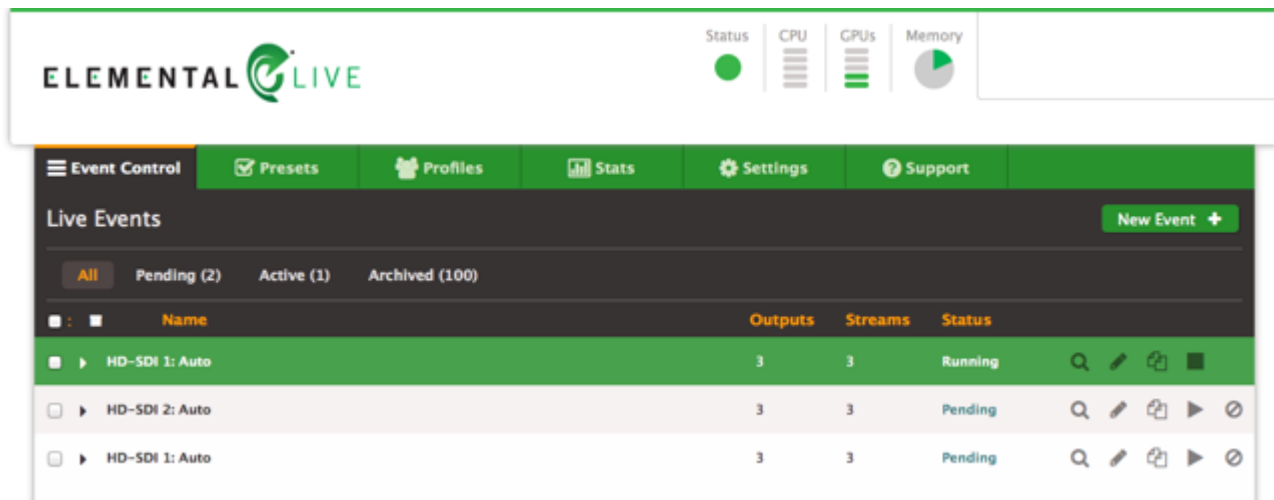 Status CPU GPUs Memory
ELEMENTAL LIVE
Event Control Presets Profiles Stats Settings Support
Live Events New Event +
All Pending (2) Active (1) Archived (100)
: Name Outputs Streams Status
HD-SDI 1: Auto 3 3 Running
HD-SDI 2: Auto 3 3 Pending
HD-SDI 1: Auto 3 3 Pending